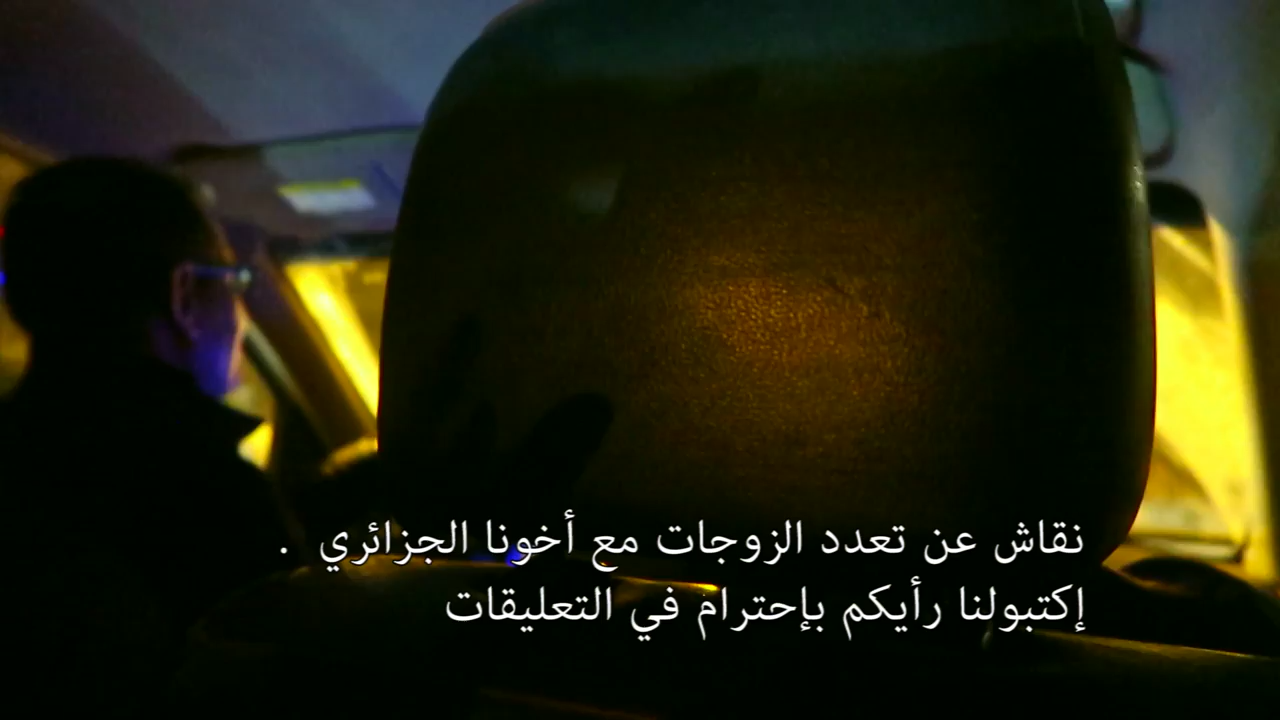 نقاش عن تعدد الزوجات مع أخونا الجزائري .
إكتبولنا رأيكم بإحترام في التعليقات